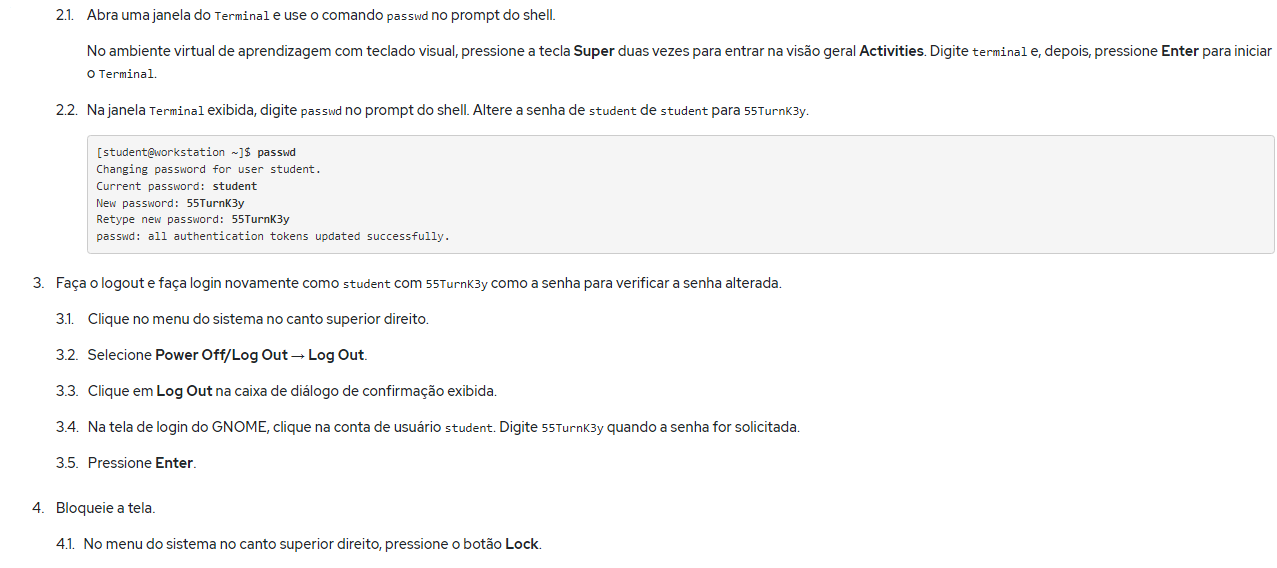 2.1. Abra uma janela do Terminal e use o comando passwd no prompt do shell.
No ambiente virtual de aprendizagem com teclado visual, pressione a tecla Super duas vezes para entrar na visão geral Activities. Digite terminal e, depois, pressione Enter para iniciar
o Terminal.
2.2. Na janela Terminal exibida, digite passwd no prompt do shell. Altere a senha de student de student para 55TurnK3y.
[student@workstation ~]$ passwd
Changing password for user student.
Current password: student
New password: 55TurnK3y
Retype new password: 55TurnK3y
passwd: all authentication tokens updated successfully.
3. Faça o logout e faça login novamente como student com 55TurnK3y como a senha para verificar a senha alterada.
3.1. Clique no menu do sistema no canto superior direito.
3.2. Selecione Power Off/Log Out → Log Out.
3.3. Clique em Log Out na caixa de diálogo de confirmação exibida.
3.4. Na tela de login do GNOME, clique na conta de usuário student. Digite 55TurnK3y quando a senha for solicitada.
3.5. Pressione Enter.
4. Bloqueie a tela.
4.1. No menu do sistema no canto superior direito, pressione o botão Lock.